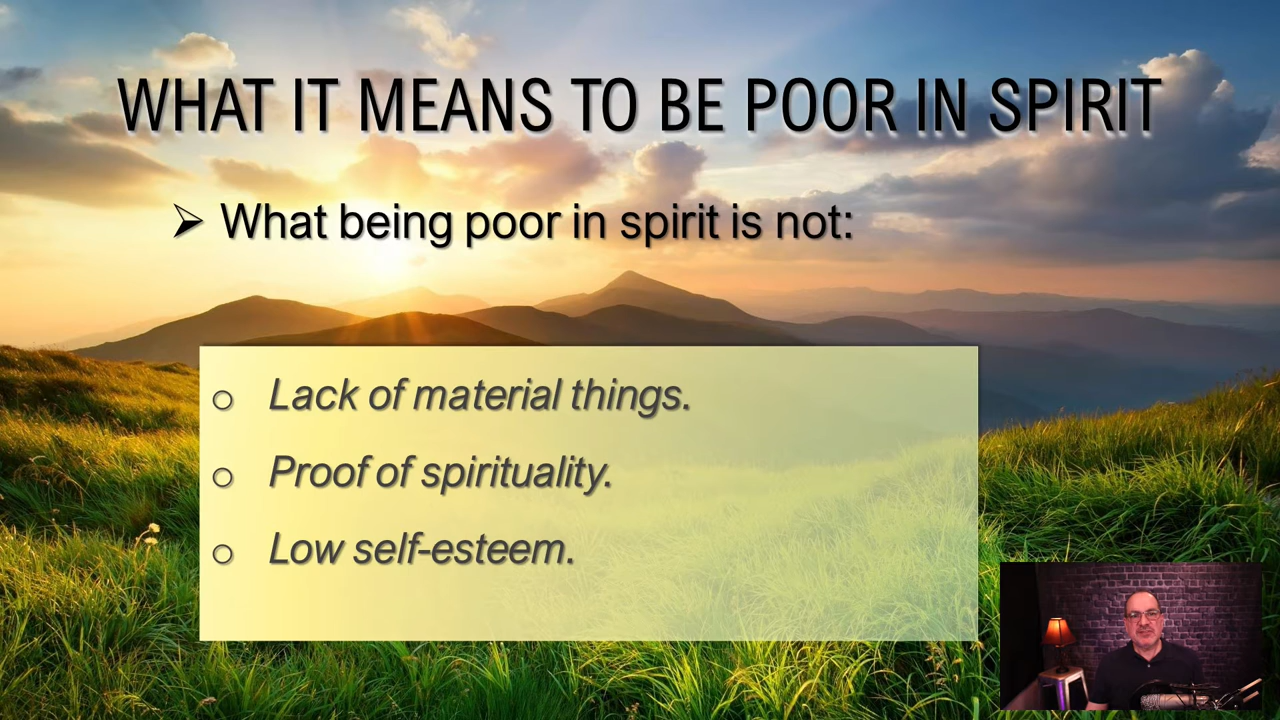 WHAT IT MEANS TO BE POOR IN SPIRIT
➢ What being poor in spirit is not:
o Lack of material things.
o Proof of spirituality.
o Low self-esteem.